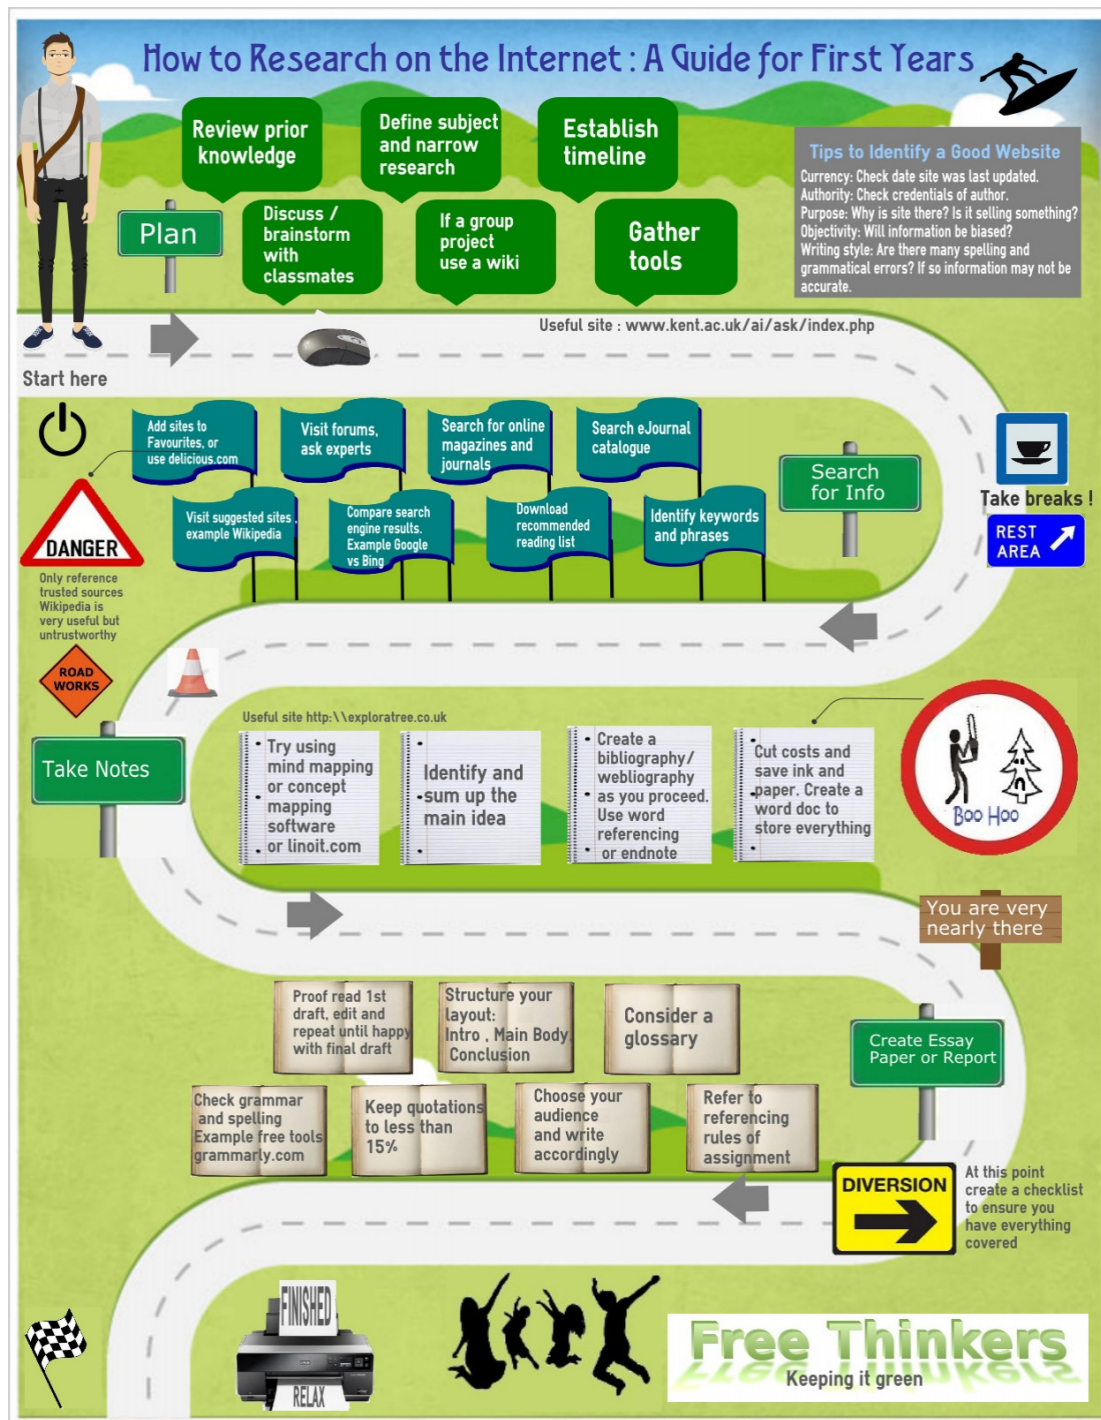 How to Research on the Internet : A Guide for First Years
Plan
Review prior
knowledge
Define subject
and narrow
research
Establish
timeline
Discuss /
brainstorm
with
classmates
If a group
project
use a wiki
Gather
tools
Tips to Identify a Good Website
Currency: Check date site was last updated.
Authority: Check credentials of author.
Purpose: Why is site there? Is it selling something?
Objectivity: Will information be biased?
Writing style: Are there many spelling and
grammatical errors? If so information may not be
accurate.
Useful site : www.kent.ac.uk/ai/ask/index.php
Start here
Search
for Info
Add sites to
Favourites, or
use delicious.com
Visit forums,
ask experts
Search for online
magazines and
journals
Search eJournal
catalogue
Visit suggested sites ,
example Wikipedia
Compare search
engine results.
Example Google
vs Bing
Download
recommended
reading list
Identify keywords
and phrases
Take breaks !
REST
AREA
DANGER
Only reference
trusted sources
Wikipedia is
very useful but
untrustworthy
ROAD
WORKS
Take Notes
Useful site http:\\exploratree.co.uk
• Try using
mind mapping
• or concept
mapping
software
• or linoit.com
•
Identify and
• sum up the
main idea
•
• Create a
bibliography/
webliography
• as you proceed.
Use word
referencing
• or endnote
• Cut costs and
save ink and
• paper. Create a
word doc to
store everything
•
Boo Hoo
You are very
nearly there
Create Essay
Paper or Report
Proof read 1st
draft, edit and
repeat until happy
with final draft
Structure your
layout:
Intro , Main Body,
Conclusion
Consider a
glossary
Check grammar
and spelling
Example free tools
grammarly.com
Keep quotations
to less than
15%
Choose your
audience
and write
accordingly
Refer to
referencing
rules of
assignment
DIVERSION
At this point
create a checklist
to ensure you
have everything
covered
FINISHED
RELAX
Free Thinkers
Keeping it green